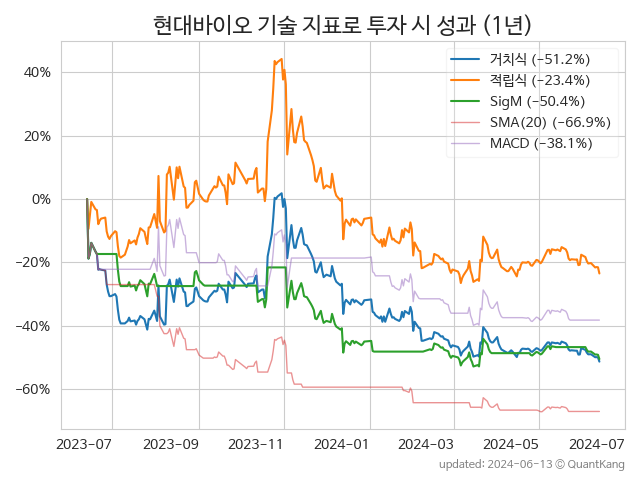 현대바이오 기술 지표로 투자 시 성과 (1년)
거치식 (−51.2%)
적립식 (−23.4%)
SigM (−50.4%)
SMA(20) (−66.9%)
MACD (−38.1%)
40%
20%
0%
−20%
−40%
−60%
2023−07 2023−09 2023−11 2024−01 2024−03 2024−05 2024−07
updated: 2024-06-13 © QuantKang